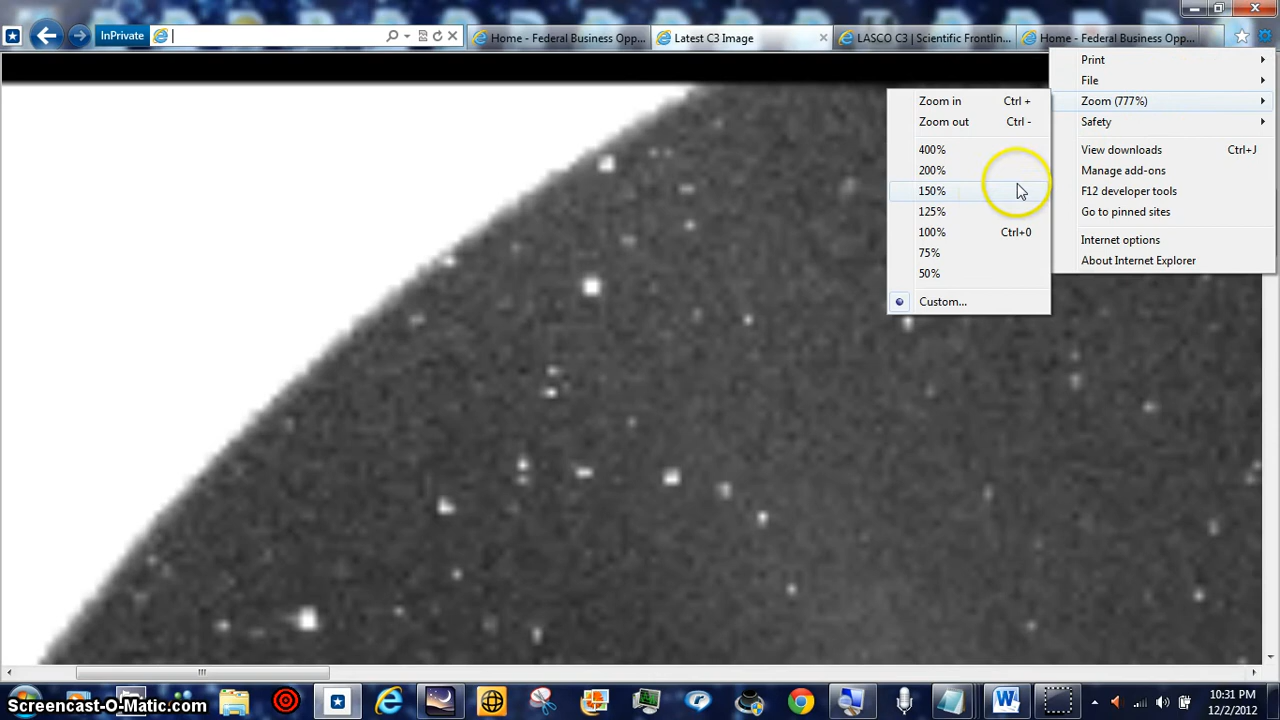 InPrivate
Home - Federal Business Opp...
Latest C3 Image
LASCO C3 | Scientific Frontlin...
Home - Federal Business Opp...
Print
File
Zoom (777%)
Safety
View downloads Ctrl+J
Manage add-ons
F12 developer tools
Go to pinned sites
Internet options
About Internet Explorer
Zoom in Ctrl +
Zoom out Ctrl -
400%
200%
150%
125%
100% Ctrl+0
75%
50%
Custom...
Screencast-O-Matic.com
10:31 PM
12/2/2012